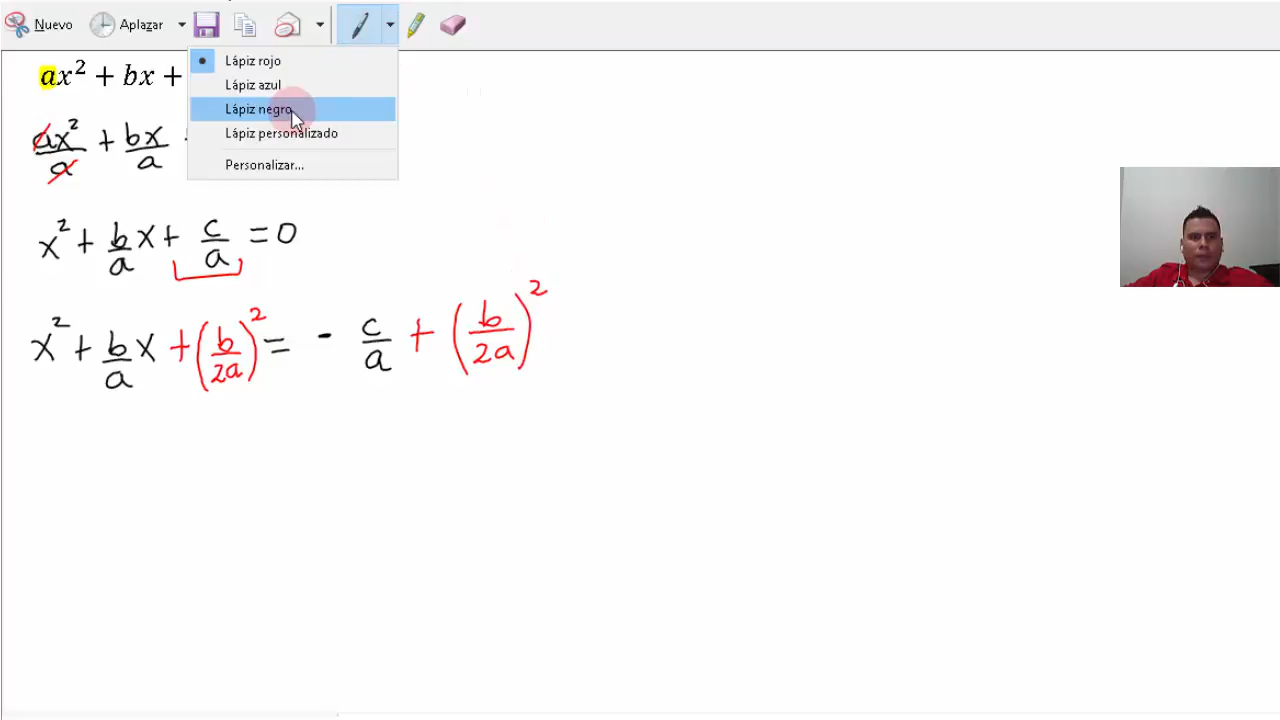 Nuevo Aplazar
Lápiz rojo
Lápiz azul
Lápiz negro
Lápiz personalizado
Personalizar...
ax² + bx +
ax²/a + bx/a
x² + b/a x + c/a = 0
x² + b/a x + (b/2a)² = - c/a + (b/2a)²